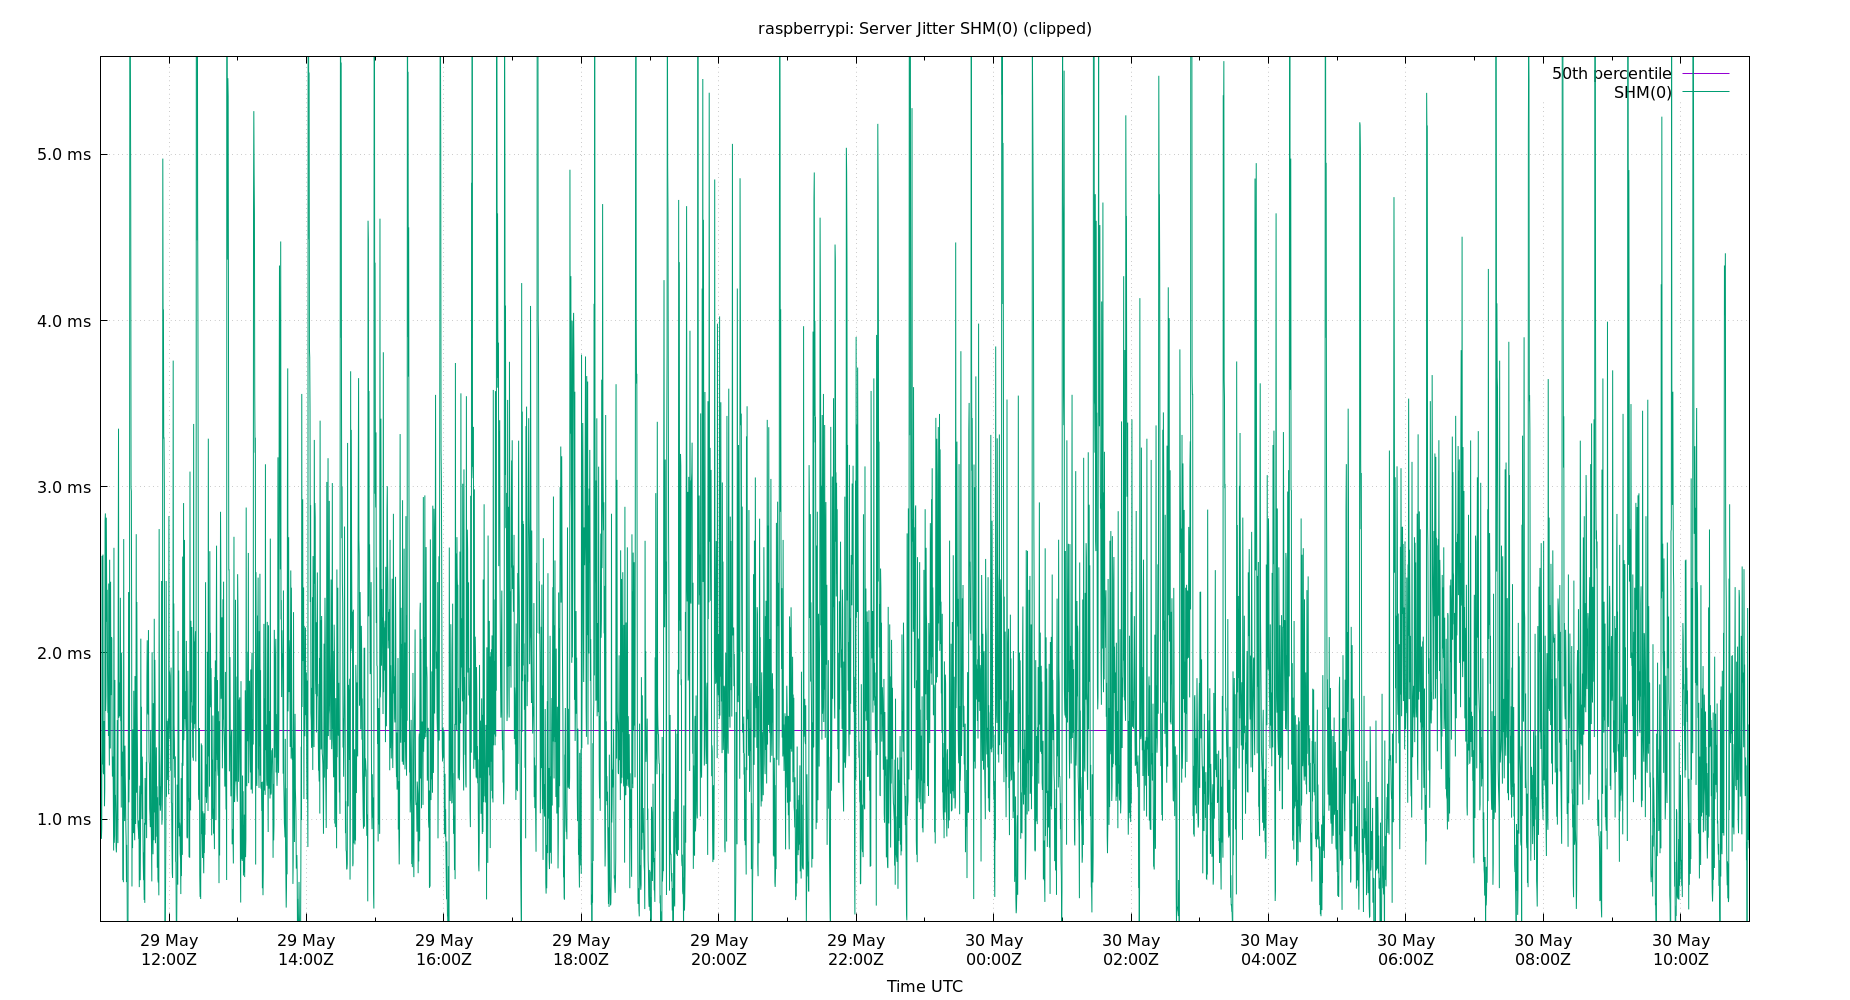 raspberrypi: Server Jitter SHM(0) (clipped)
50th percentile
SHM(0)
5.0 ms
4.0 ms
3.0 ms
2.0 ms
1.0 ms
29 May 29 May 29 May 29 May 29 May 29 May 30 May 30 May 30 May 30 May 30 May 30 May
12:00Z 14:00Z 16:00Z 18:00Z 20:00Z 22:00Z 00:00Z 02:00Z 04:00Z 06:00Z 08:00Z 10:00Z
Time UTC